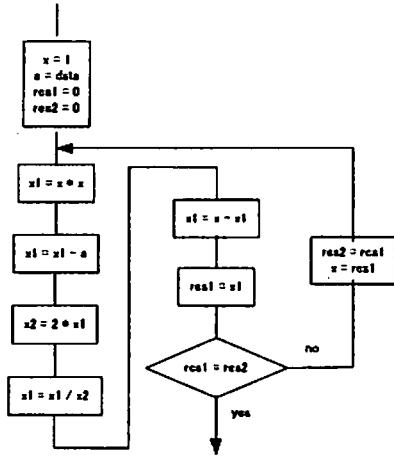 x = 1
a = data
res1 = 0
res2 = 0
x1 = x * x
x1 = x1 - a
x2 = 2 * x1
x1 = x1 / x2
x1 = x - x1
res1 = x1
res1 = res2
yes
no
res2 = res1
x = res1